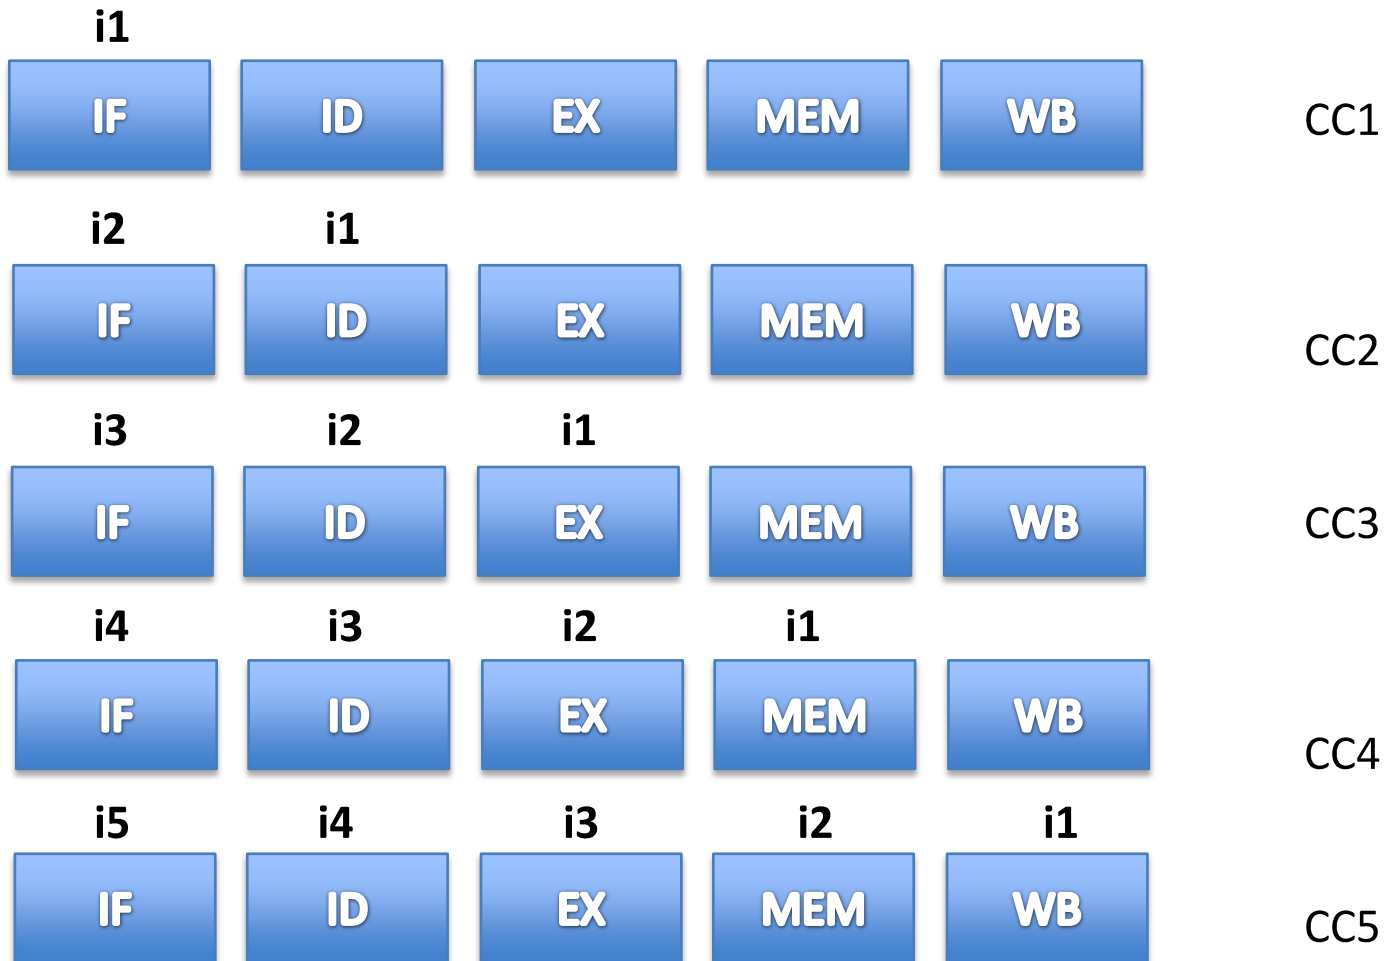 i1
IF ID EX MEM WB CC1
i2 i1
IF ID EX MEM WB CC2
i3 i2 i1
IF ID EX MEM WB CC3
i4 i3 i2 i1
IF ID EX MEM WB CC4
i5 i4 i3 i2 i1
IF ID EX MEM WB CC5